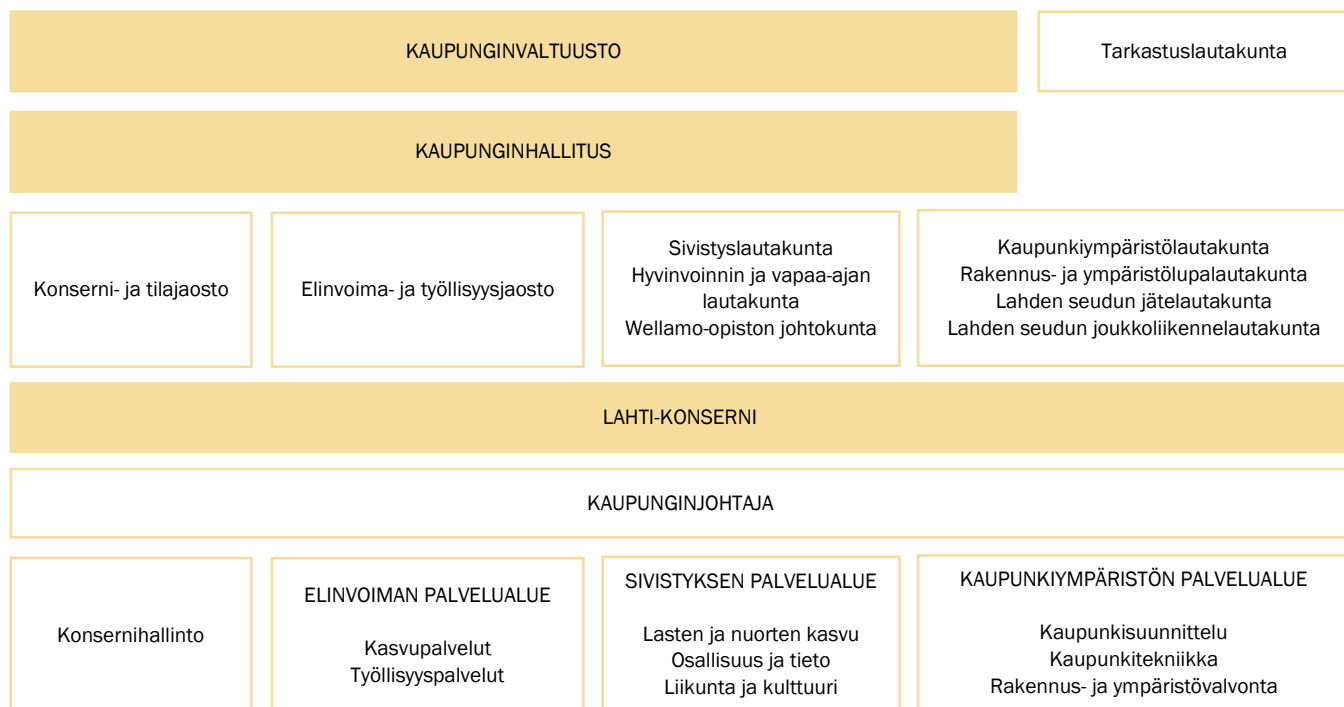 KAUPUNGINVALTUUSTO
Tarkastuslautakunta
KAUPUNGINHALLITUS
Konserni- ja tilajaosto
Elinvoima- ja työllisyysjaosto
Sivistyslautakunta
Hyvinvoinnin ja vapaa-ajan
lautakunta
Wellamo-opiston johtokunta
Kaupunkiympäristölautakunta
Rakennus- ja ympäristölupalautakunta
Lahden seudun jätelautakunta
Lahden seudun joukkoliikennelautakunta
LAHTI-KONSERNI
KAUPUNGINJOHTAJA
Konsernihallinto
ELINVOIMAN PALVELUALUE
Kasvupalvelut
Työllisyyspalvelut
SIVISTYKSEN PALVELUALUE
Lasten ja nuorten kasvu
Osallisuus ja tieto
Liikunta ja kulttuuri
KAUPUNKIYMPÄRISTÖN PALVELUALUE
Kaupunkisuunnittelu
Kaupunkitekniikka
Rakennus- ja ympäristövalvonta